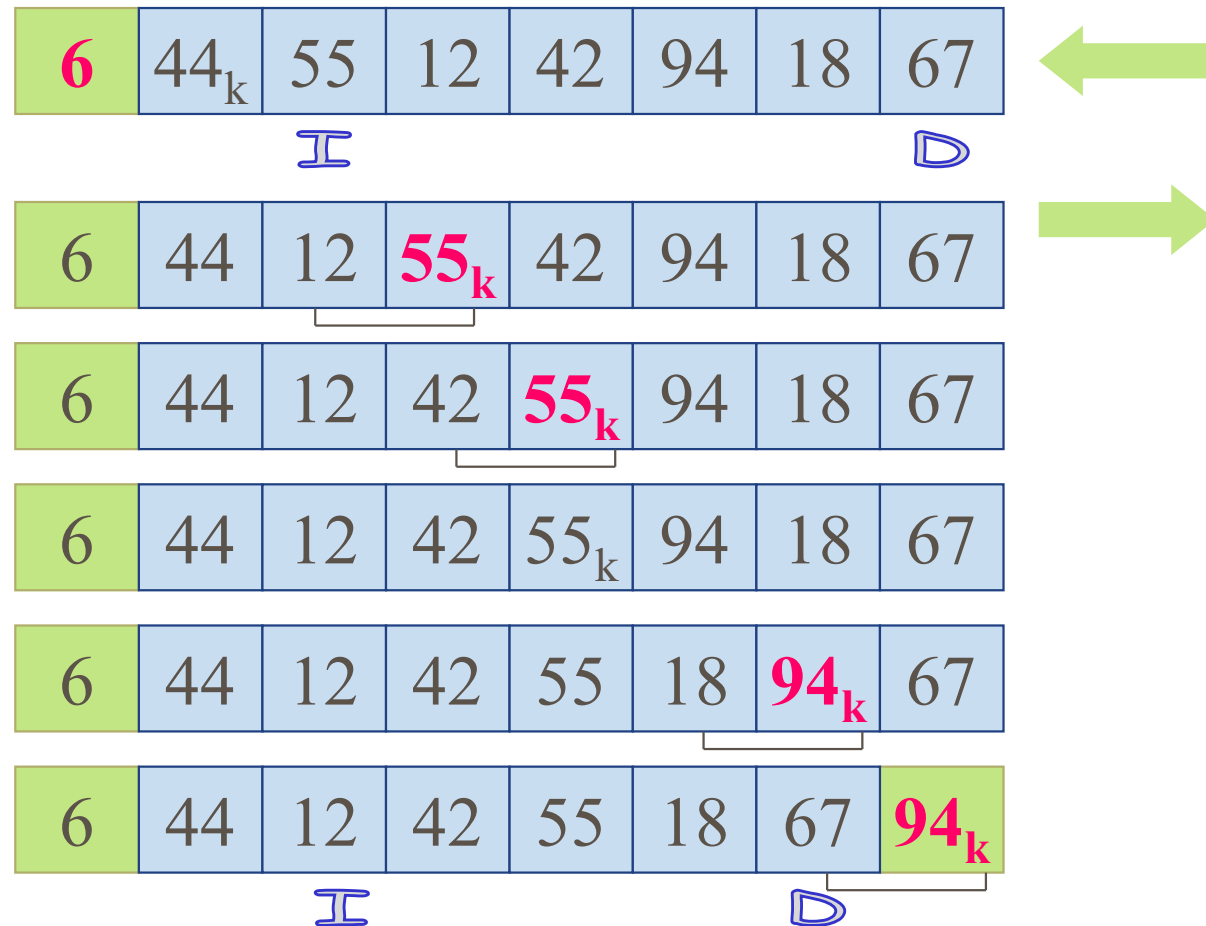 6 44k 55 12 42 94 18 67
I D
6 44 12 55k 42 94 18 67
6 44 12 42 55k 94 18 67
6 44 12 42 55k 94 18 67
6 44 12 42 55 18 94k 67
6 44 12 42 55 18 67 94k
I D